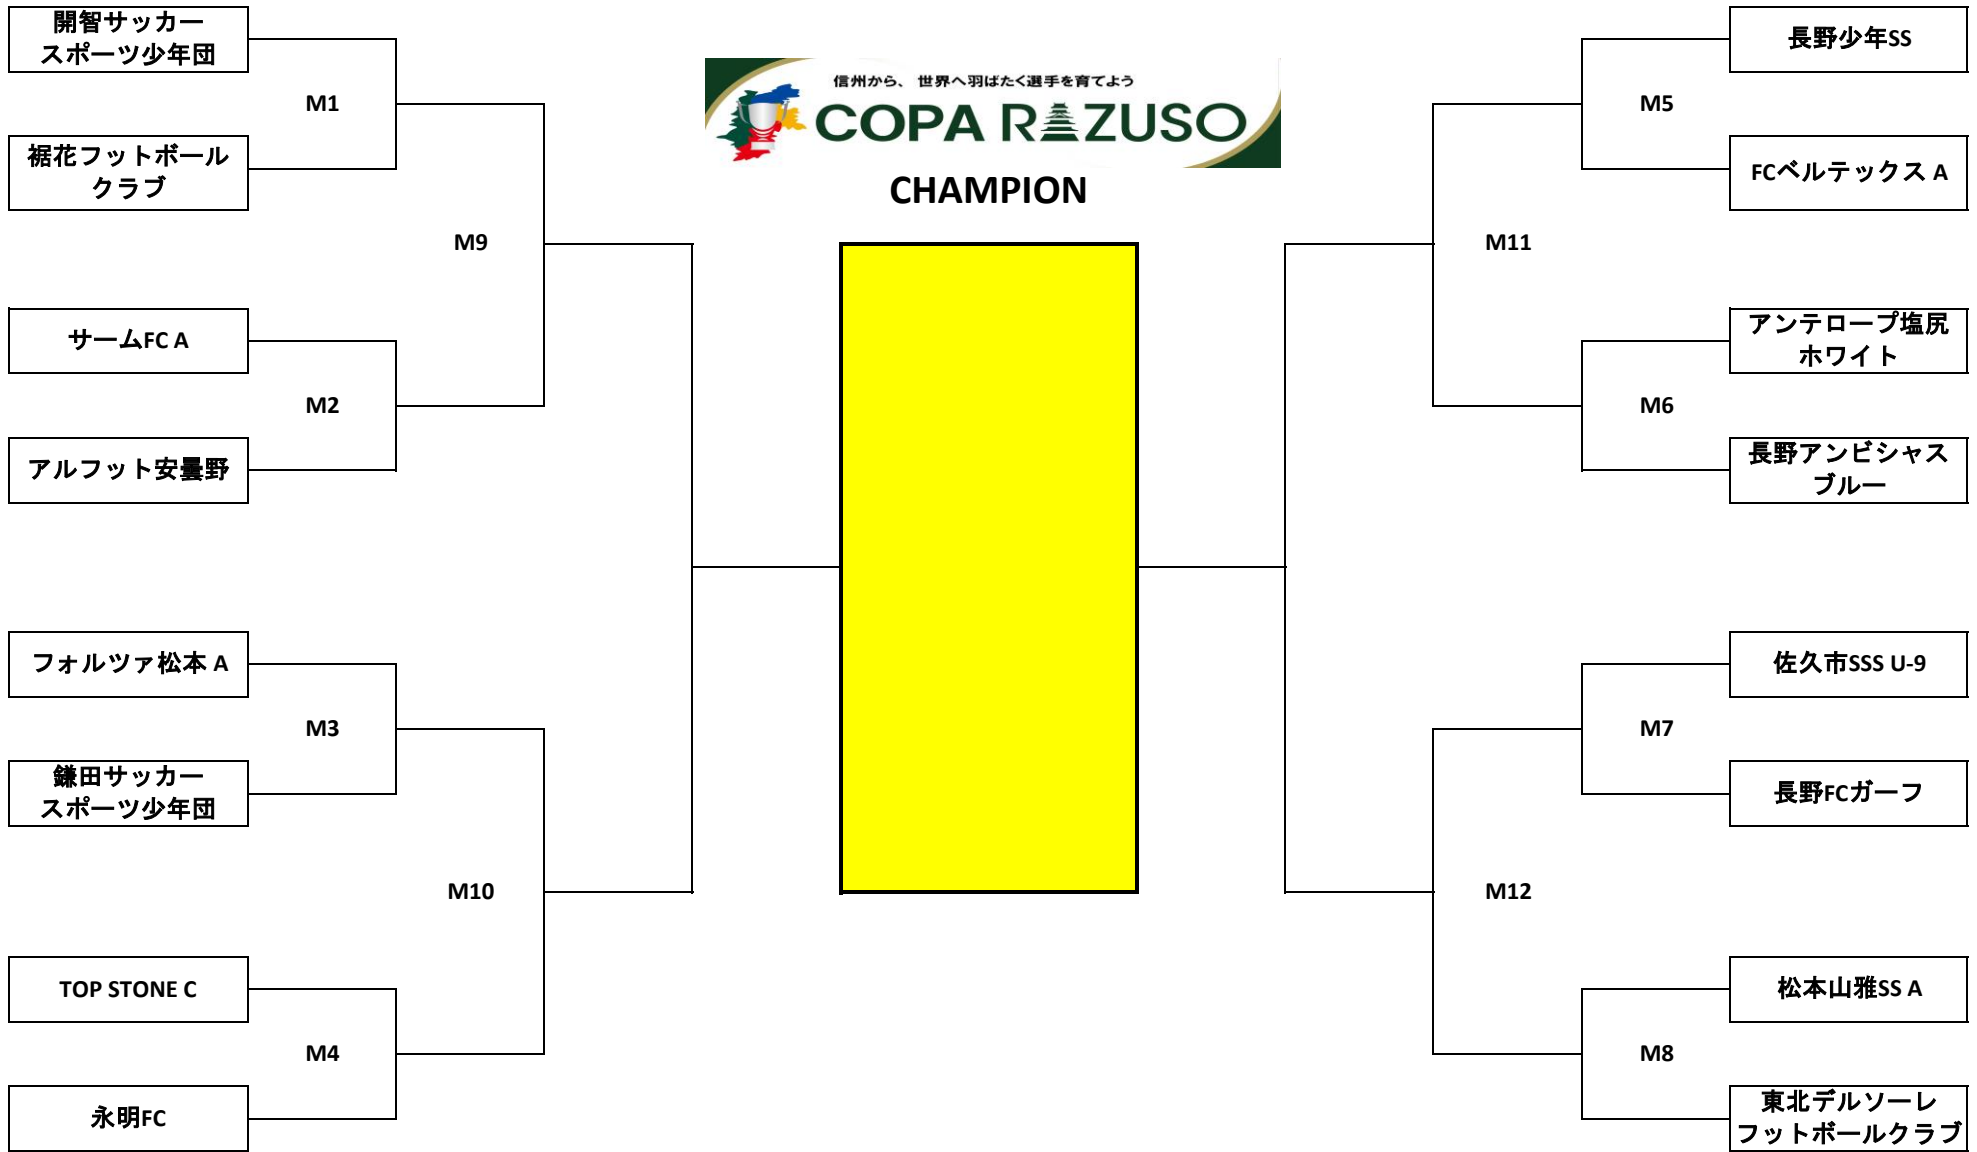 開智サッカー
スポーツ少年団
M1
裾花フットボール
クラブ
M9
サームFC A
M2
アルフット安曇野
フォルツァ松本 A
M3
鎌田サッカー
スポーツ少年団
M10
TOP STONE C
M4
永明FC
信州から、世界へ羽ばたく選手を育てよう
COPA RAZUSO
CHAMPION
長野少年SS
M5
FCベルテックス A
M11
アンテロープ塩尻
ホワイト
M6
長野アンビシャス
ブルー
佐久市SSS U-9
M7
長野FCガーフ
M12
松本山雅SS A
M8
東北デルソーレ
フットボールクラブ